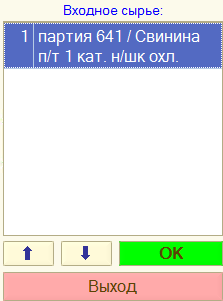 Входное сырье:
1 партия 641 / Свинина
п/т 1 кат. н/шк охл.
OK
Выход